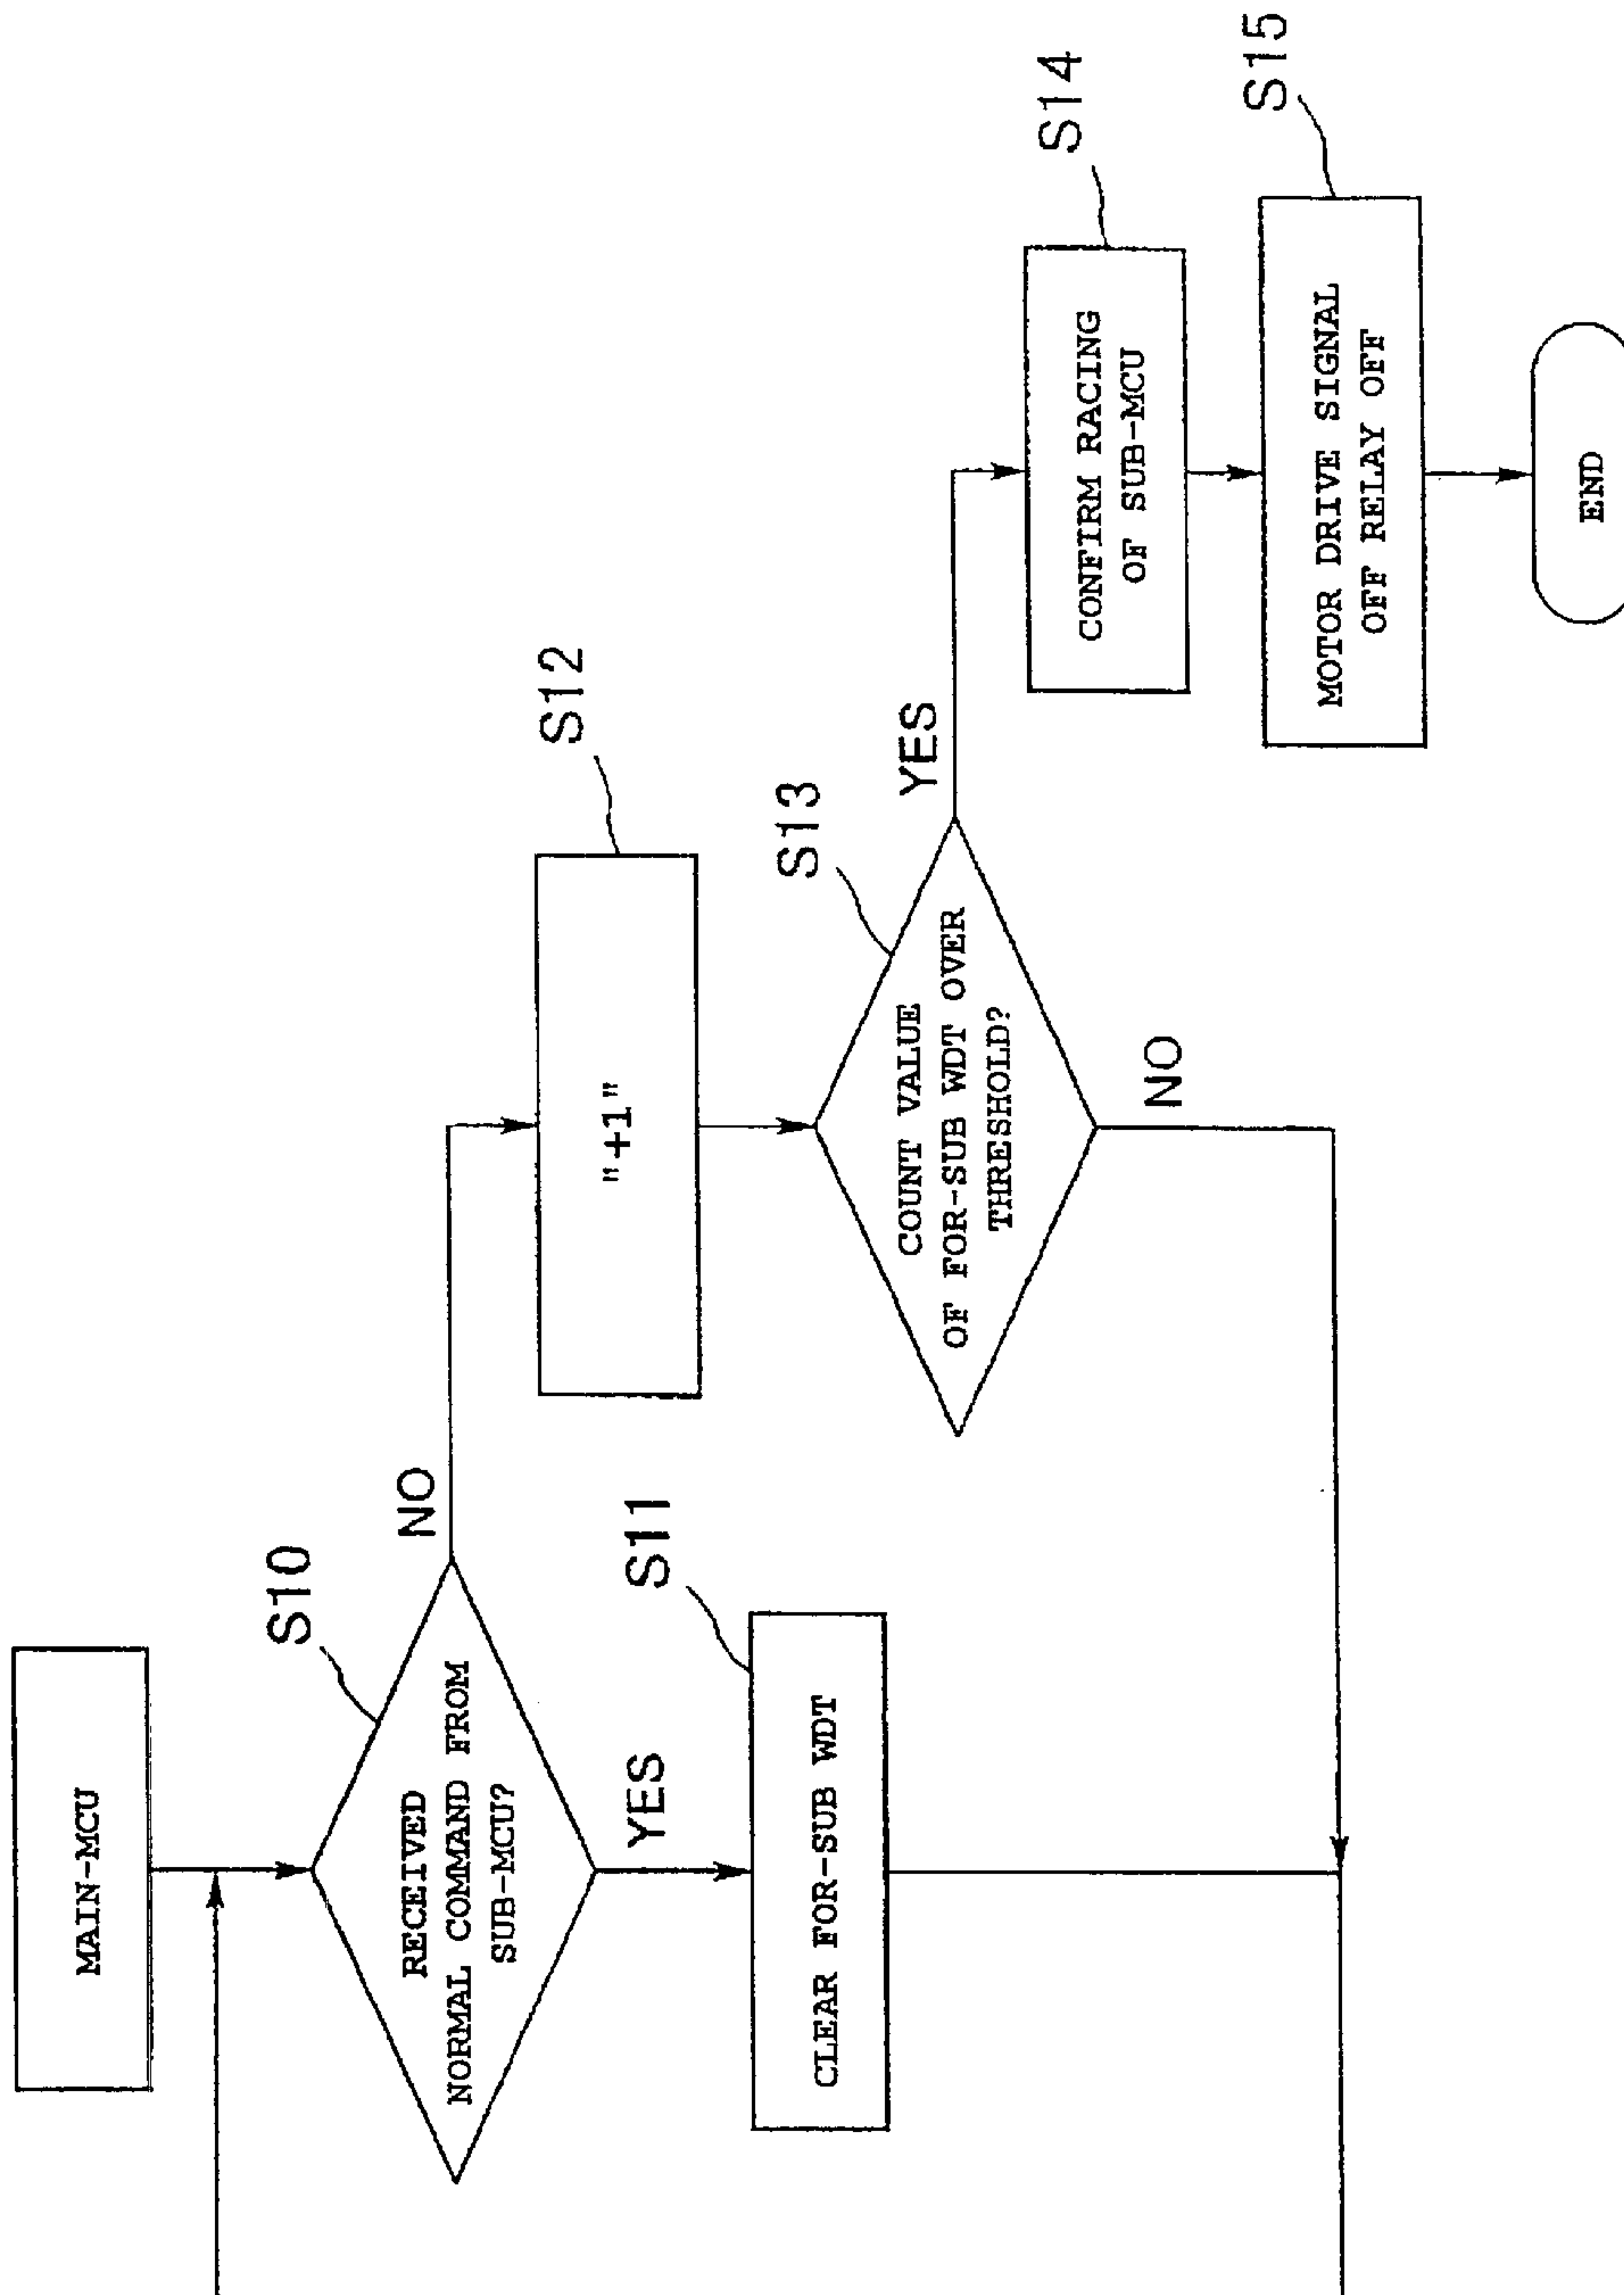 MAIN-MCU
S10
RECEIVED
NORMAL COMMAND FROM
SUB-MCU?
NO
YES
S11
CLEAR FOR-SUB WDT
S12
"+1"
S13
COUNT VALUE
OF FOR-SUB WDT OVER
THRESHOLD?
YES
NO
S14
CONFIRM RACING
OF SUB-MCU
S15
MOTOR DRIVE SIGNAL
OFF RELAY OFF
END